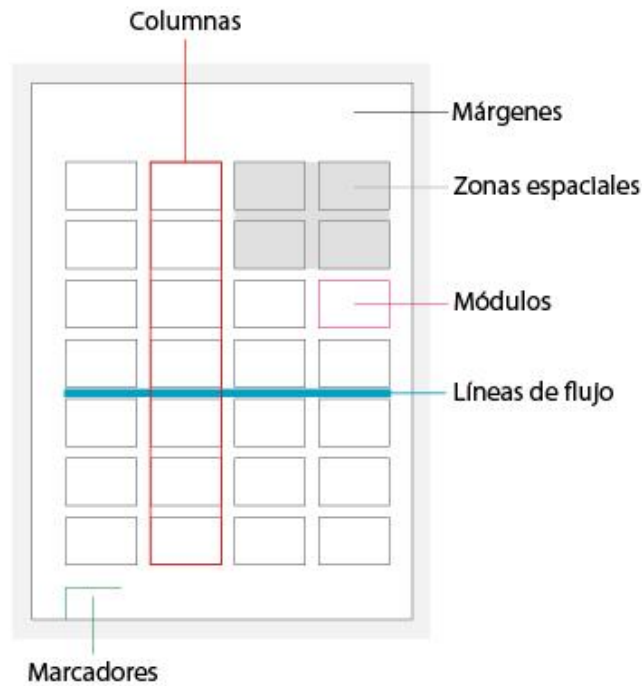 Columnas
Márgenes
Zonas espaciales
Módulos
Líneas de flujo
Marcadores